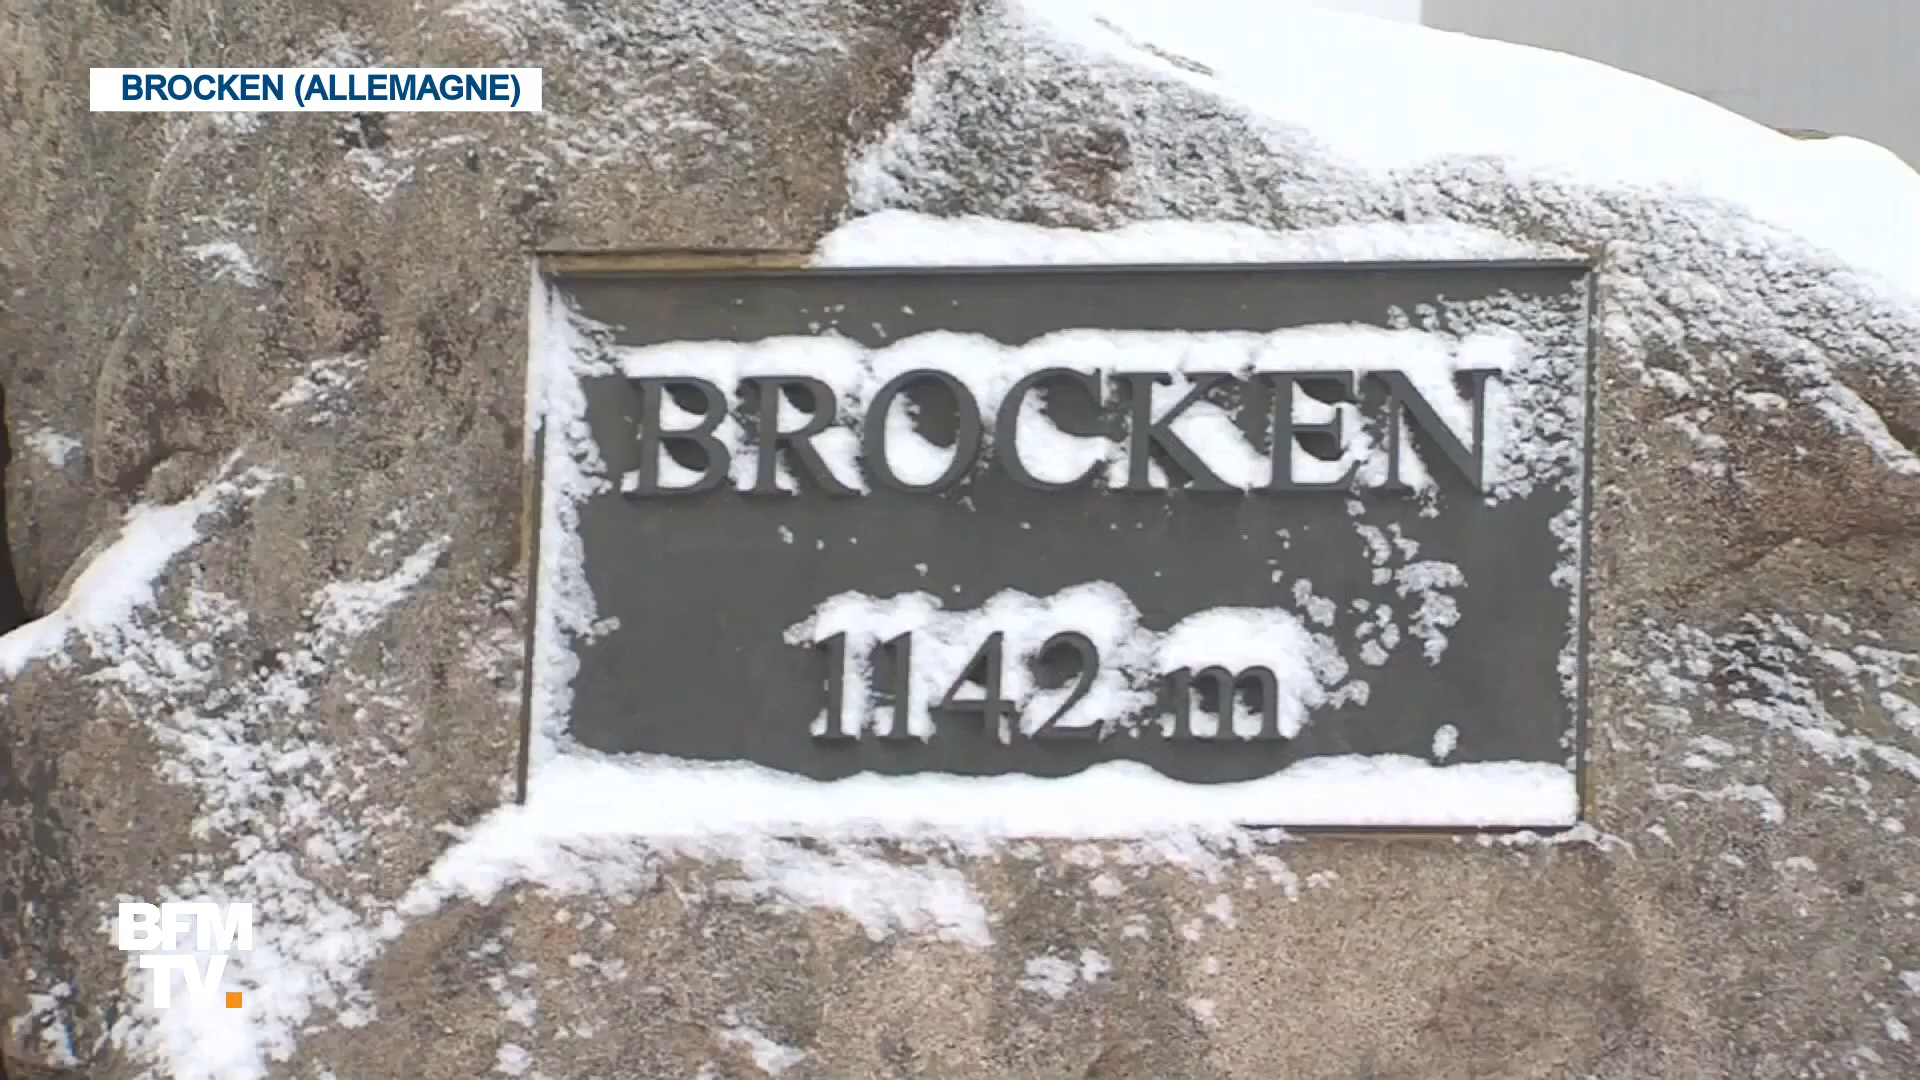 BROCKEN (ALLEMAGNE)
BROCKEN
1142 m
BFM
TV.